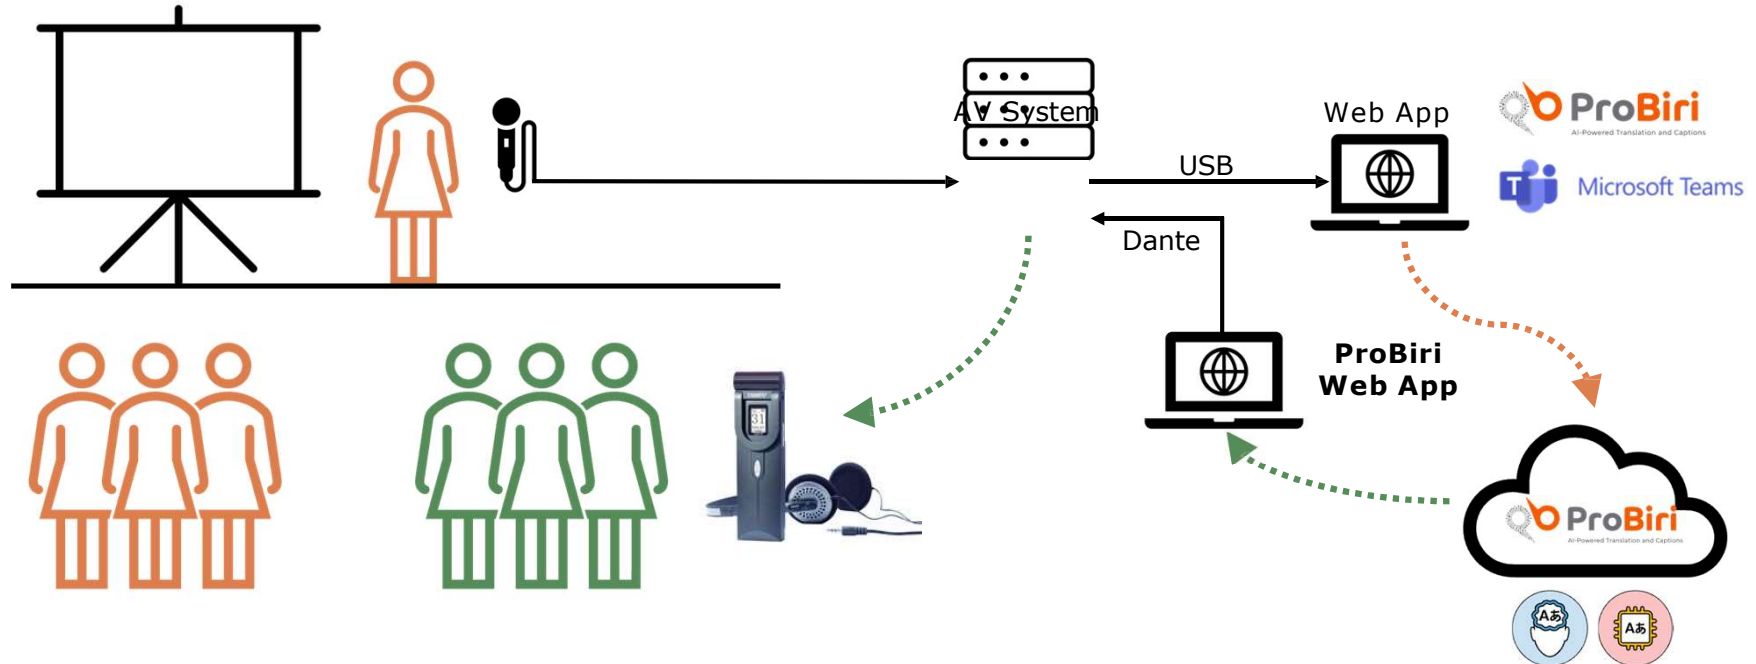 AV System
Web App
ProBiri
AI-Powered Translation and Captions
USB
T
Microsoft Teams
Dante
ProBiri
Web App
31
ProBiri
AI-Powered Translation and Captions
Aあ
Aあ